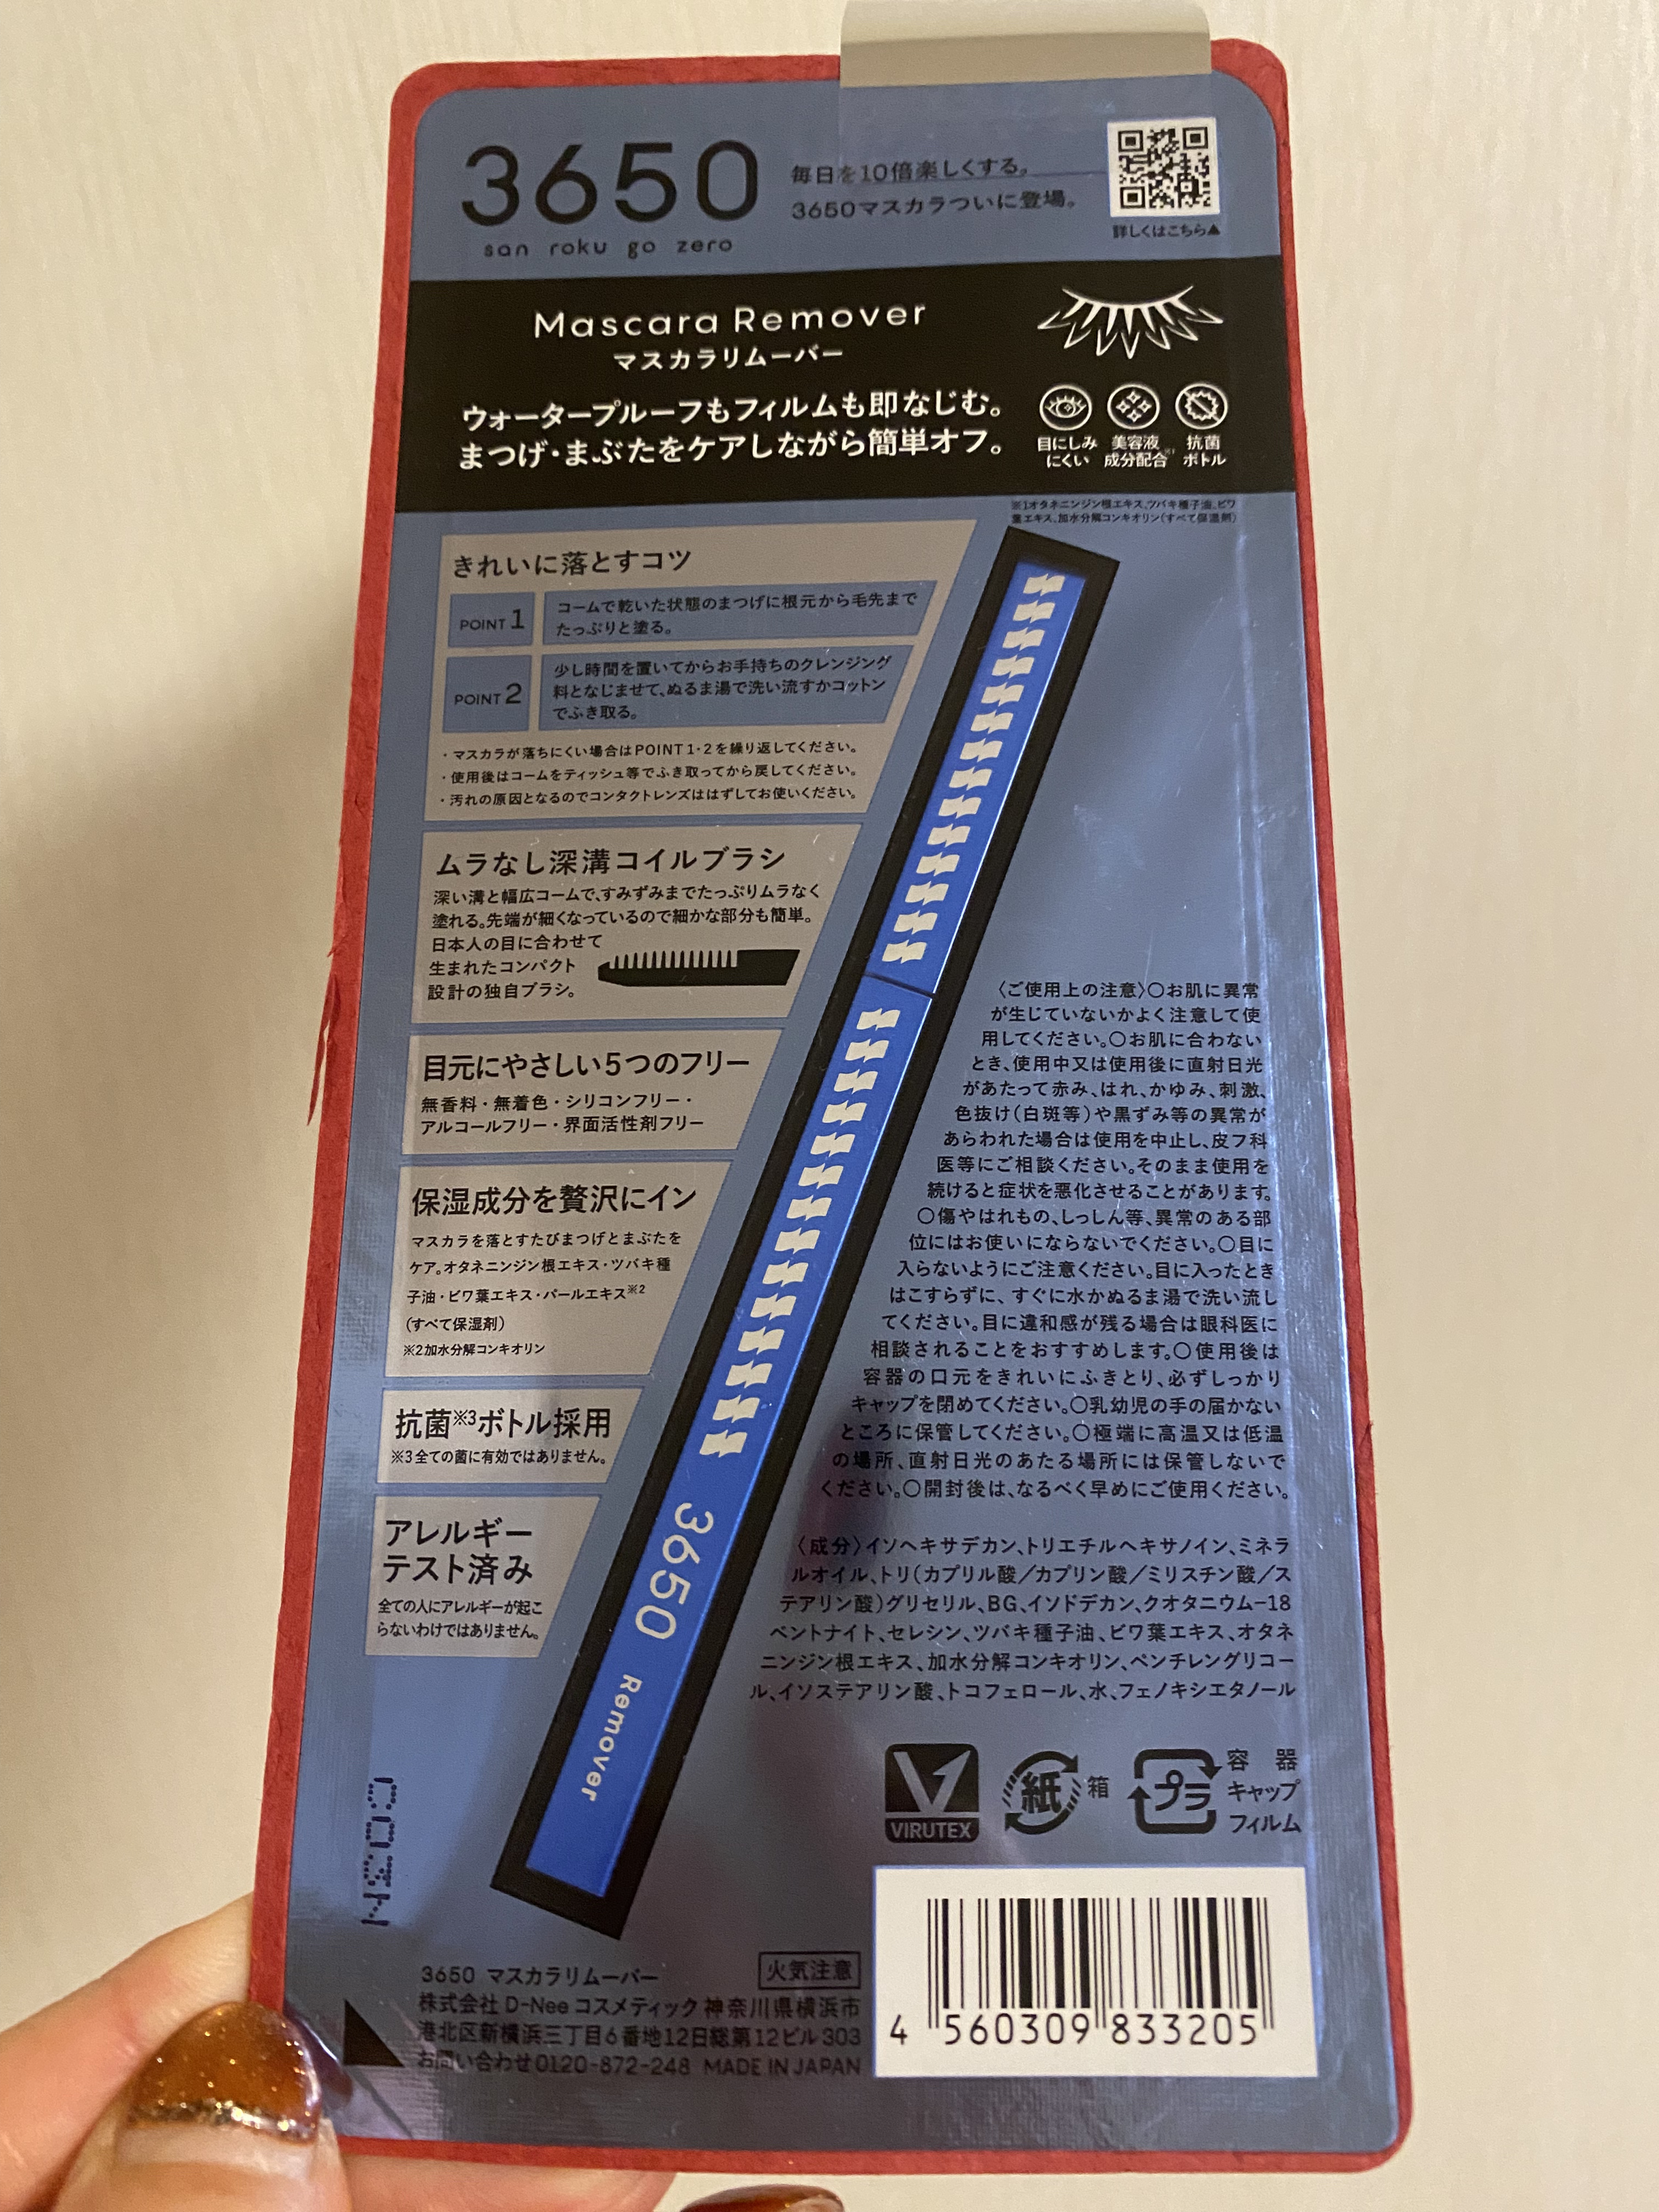 3650
san roku go zero
毎日を10倍楽しくする。
3650マスカラついに登場。
詳しくはこちら▲
Mascara Remover
マスカラリムーバー
ウォータープルーフもフィルムも即なじむ。
まつげ・まぶたをケアしながら簡単オフ。
目にしみ
にくい
美容液
成分配合※1
抗菌
ボトル
※1オタネニンジン根エキス、ツバキ種子油、ビワ
葉エキス、加水分解コンキオリン(すべて保湿剤)
きれいに落とすコツ
POINT 1
コームで乾いた状態のまつげに根元から毛先まで
たっぷりと塗る。
POINT 2
少し時間を置いてからお手持ちのクレンジング
料となじませて、ぬるま湯で洗い流すかコットン
でふき取る。
・マスカラが落ちにくい場合はPOINT1・2を繰り返してください。
・使用後はコームをティッシュ等でふき取ってから戻してください。
・汚れの原因となるのでコンタクトレンズははずしてお使いください。
ムラなし深溝コイルブラシ
深い溝と幅広コームで、すみずみまでたっぷりムラなく
塗れる。先端が細くなっているので細かな部分も簡単。
日本人の目に合わせて
生まれたコンパクト
設計の独自ブラシ。
目元にやさしい5つのフリー
無香料・無着色・シリコンフリー・
アルコールフリー・界面活性剤フリー
保湿成分を贅沢にイン
マスカラを落とすたびまつげとまぶたを
ケア。オタネニンジン根エキス・ツバキ種
子油・ビワ葉エキス・パールエキス※2
(すべて保湿剤)
※2加水分解コンキオリン
抗菌※3ボトル採用
※3全ての菌に有効ではありません。
アレルギー
テスト済み
全ての人にアレルギーが起こ
らないわけではありません。
3650 Remover
〈ご使用上の注意〉○お肌に異常
が生じていないかよく注意して使
用してください。○お肌に合わない
とき、使用中又は使用後に直射日光
があたって赤み、はれ、かゆみ、刺激、
色抜け(白斑等)や黒ずみ等の異常が
あらわれた場合は使用を中止し、皮フ科
医等にご相談ください。そのまま使用を
続けると症状を悪化させることがあります。
○傷やはれもの、しっしん等、異常のある部
位にはお使いにならないでください。○目に
入らないようにご注意ください。目に入ったとき
はこすらずに、すぐに水かぬるま湯で洗い流し
てください。目に違和感が残る場合は眼科医に
相談されることをおすすめします。○使用後は
容器の口元をきれいにふきとり、必ずしっかり
キャップを閉めてください。○乳幼児の手の届かない
ところに保管してください。○極端に高温又は低温
の場所、直射日光のあたる場所には保管しないで
ください。○開封後は、なるべく早めにご使用ください。
〈成分〉イソヘキサデカン、トリエチルヘキサノイン、ミネラ
ルオイル、トリ(カプリル酸/カプリン酸/ミリスチン酸/ス
テアリン酸)グリセリル、BG、イソドデカン、クオタニウム-18
ベントナイト、セレシン、ツバキ種子油、ビワ葉エキス、オタネ
ニンジン根エキス、加水分解コンキオリン、ペンチレングリコー
ル、イソステアリン酸、トコフェロール、水、フェノキシエタノール
VIRUTEX
紙 箱
プラ
容器
キャップ
フィルム
3650 マスカラリムーバー
火気注意
株式会社 D-Nee コスメティック 神奈川県横浜市
港北区新横浜三丁目6番地12日総第12ビル303
お問い合わせ0120-872-248 MADE IN JAPAN
4 560309 833205